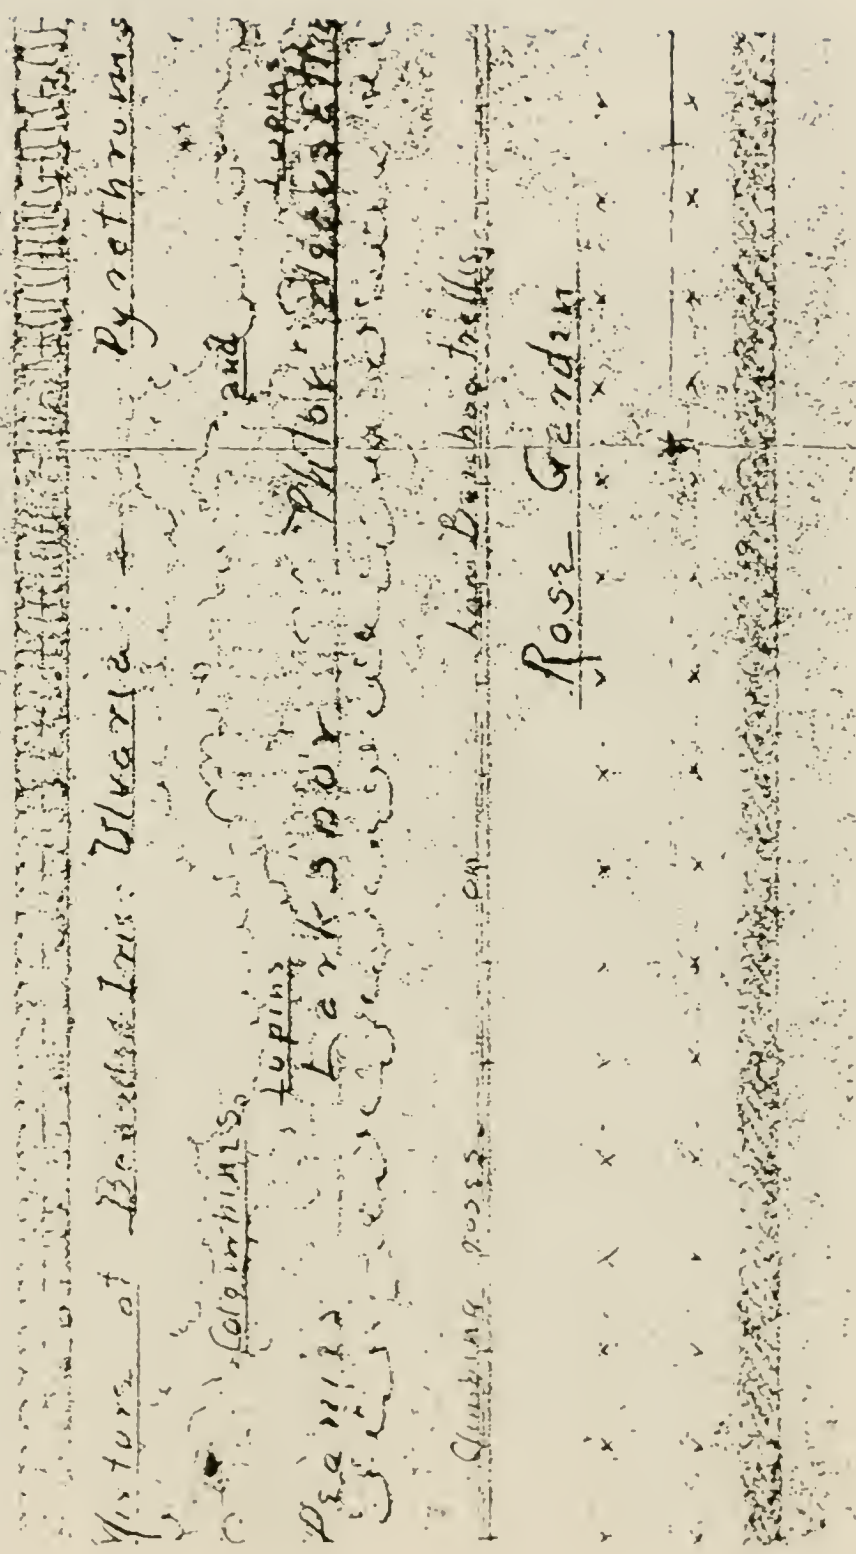 Mixture of Bearded Iris: Ulvaria: Pyrethrums
Columbines and
Lupins Lupins
Peonies Larkspur Phlox
Climbing roses on Bamboo trellis
Rose Garden